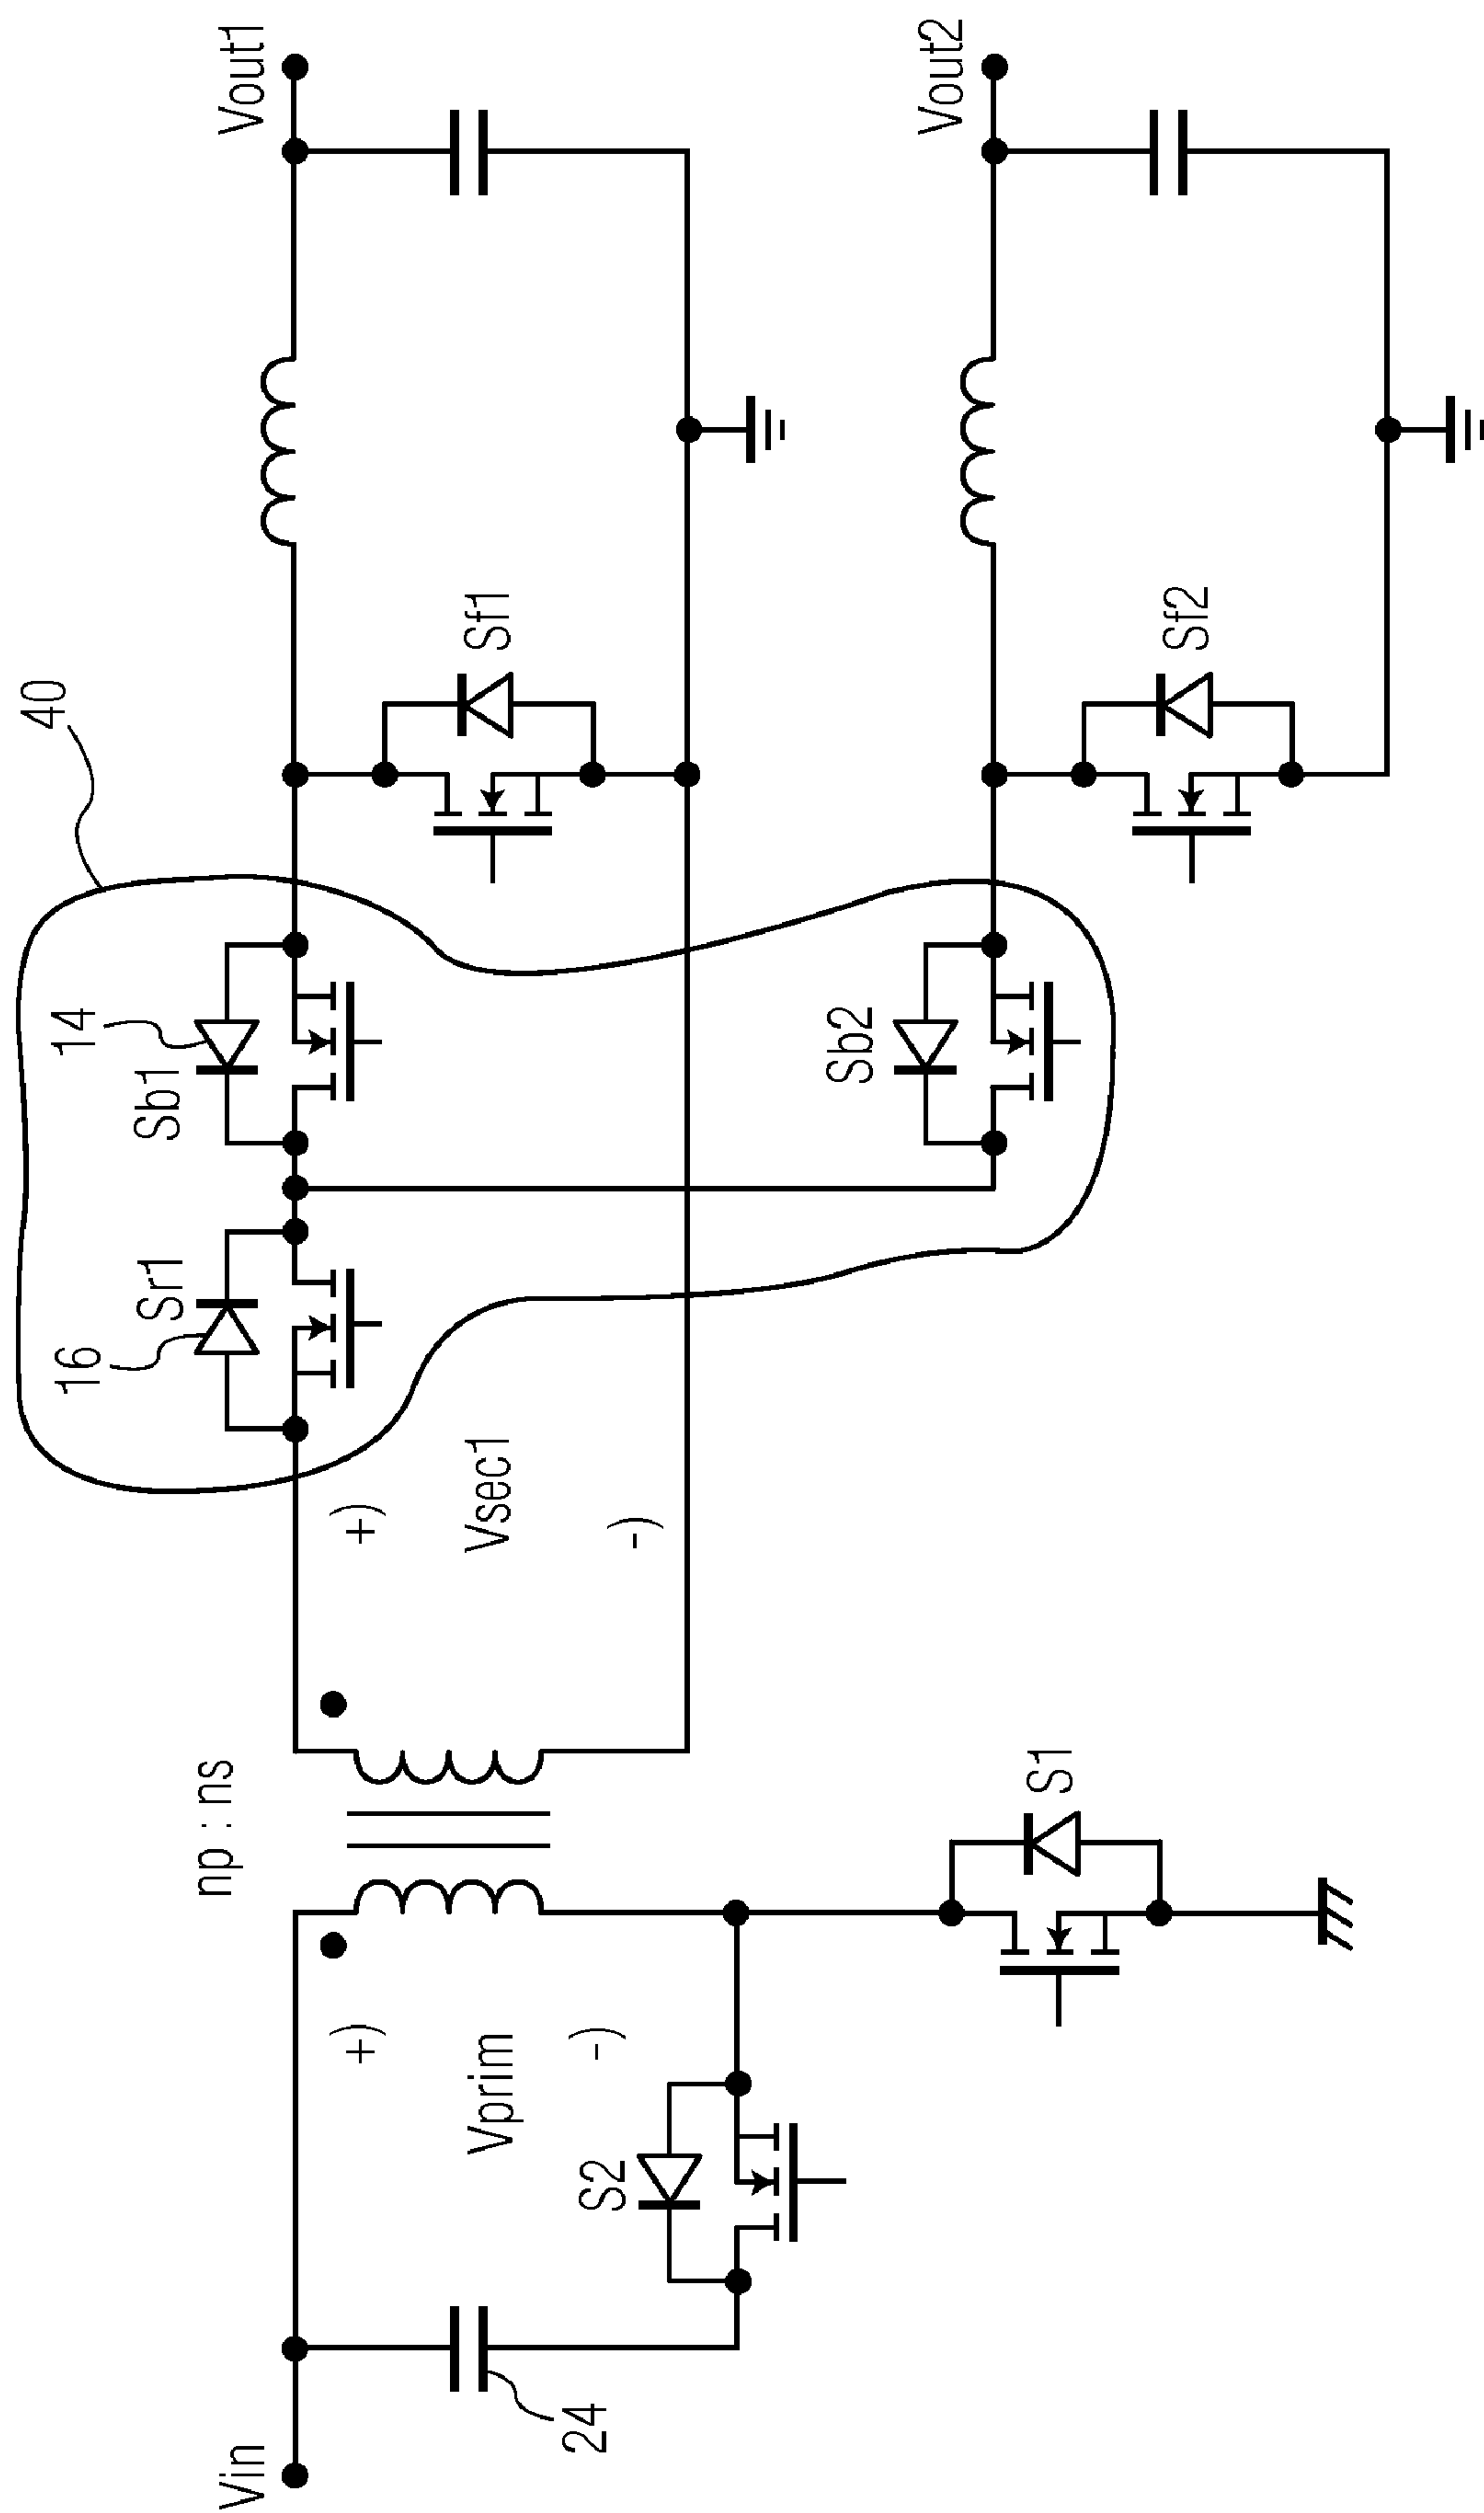 40
14
16
Sb1
Sr1
Vout1
Sf1
+)
Vsec1
-)
np : ns
Vin
24
+)
Vprim
-)
S2
S1
Sb2
Sf2
Vout2